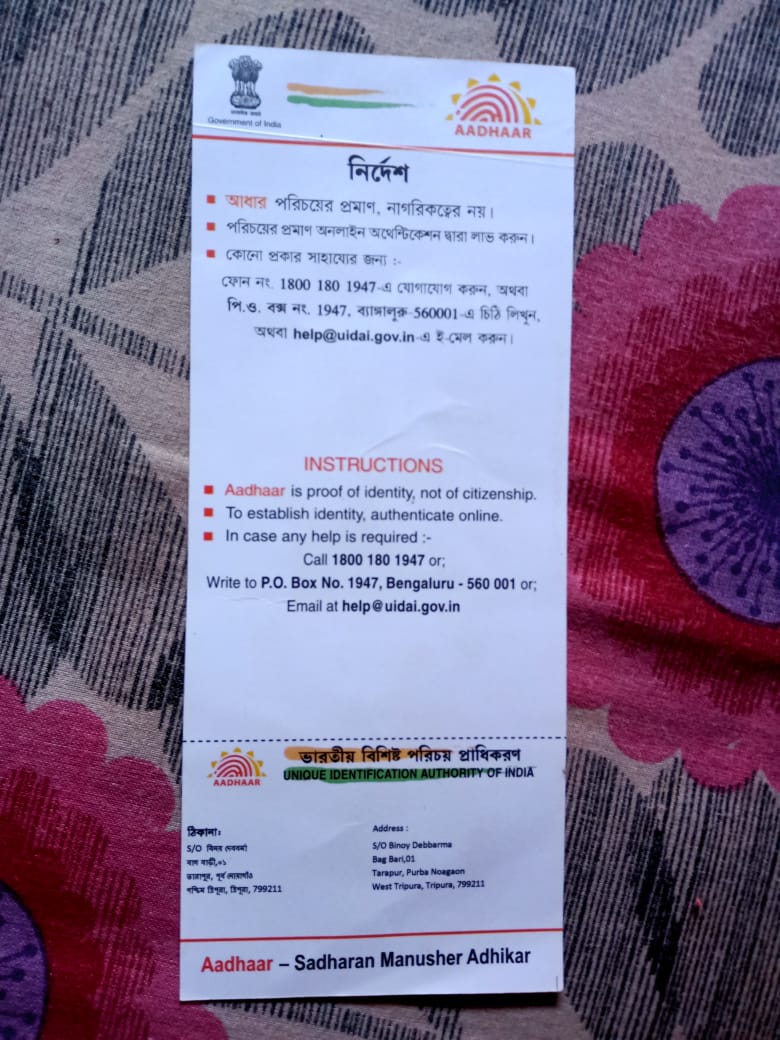 Government of India
AADHAAR
নির্দেশ
আধার পরিচয়ের প্রমাণ, নাগরিকত্বের নয়।
পরিচয়ের প্রমাণ অনলাইন অথেন্টিকেশন দ্বারা লাভ করুন।
কোনো প্রকার সাহায্যের জন্য :-
ফোন নং. 1800 180 1947-এ যোগাযোগ করুন, অথবা
পি.ও. বক্স নং. 1947, ব্যাঙ্গালুরু-560001-এ চিঠি লিখুন,
অথবা help@uidai.gov.in-এ ই-মেল করুন।
INSTRUCTIONS
Aadhaar is proof of identity, not of citizenship.
To establish identity, authenticate online.
In case any help is required :-
Call 1800 180 1947 or;
Write to P.O. Box No. 1947, Bengaluru - 560 001 or;
Email at help@uidai.gov.in
AADHAAR
ভারতীয় বিশিষ্ট পরিচয় প্রাধিকরণ
UNIQUE IDENTIFICATION AUTHORITY OF INDIA
ঠিকানা:
S/O বিনয় দেববর্মা
বাগ বাড়ী,০১
তারাপুর, পূর্ব নোয়াগাঁও
পশ্চিম ত্রিপুরা, ত্রিপুরা, 799211
Address :
S/O Binoy Debbarma
Bag Bari,01
Tarapur, Purba Noagaon
West Tripura, Tripura, 799211
Aadhaar – Sadharan Manusher Adhikar